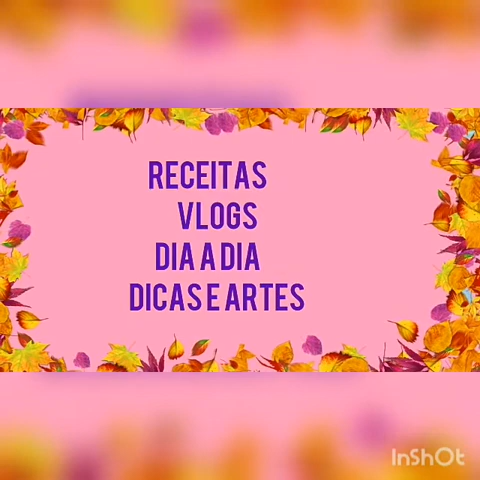 RECEITAS
VLOGS
DIA A DIA
DICAS E ARTES
InShOt